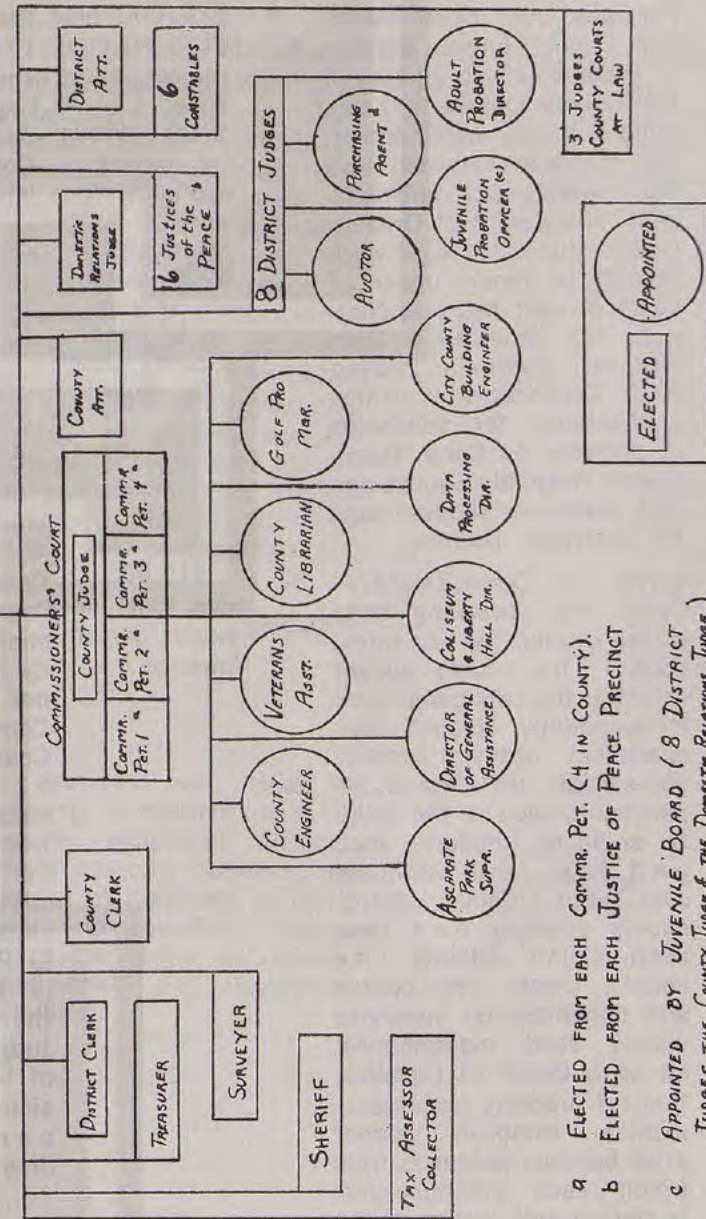 COMMISSIONERS' COURT
COUNTY JUDGE
COMMR. PCT. 1 a
COMMR. PCT. 2 a
COMMR. PCT. 3 a
COMMR PCT. 4 a
DISTRICT CLERK
COUNTY CLERK
COUNTY ATT.
DOMESTIC RELATIONS JUDGE
DISTRICT ATT.
TREASURER
SURVEYER
6 JUSTICES of the PEACE b
6 CONSTABLES
SHERIFF
TAX ASSESSOR COLLECTOR
8 DISTRICT JUDGES
COUNTY ENGINEER
VETERANS ASST.
COUNTY LIBRARIAN
GOLF PRO MGR.
AUDITOR
PURCHASING AGENT d
ASCARATE PARK SUPR.
DIRECTOR OF GENERAL ASSISTANCE
COLISEUM & LIBERTY HALL DIR.
DATA PROCESSING DIR.
CITY COUNTY BUILDING ENGINEER
JUVENILE PROBATION OFFICER (c)
ADULT PROBATION DIRECTOR
3 JUDGES COUNTY COURTS AT LAW
a ELECTED FROM EACH COMMR. PCT. (4 IN COUNTY)
b ELECTED FROM EACH JUSTICE OF PEACE PRECINCT
c APPOINTED BY JUVENILE BOARD (8 DISTRICT
JUDGES THE COUNTY JUDGE & THE DOMESTIC RELATIONS JUDGE)
ELECTED
APPOINTED